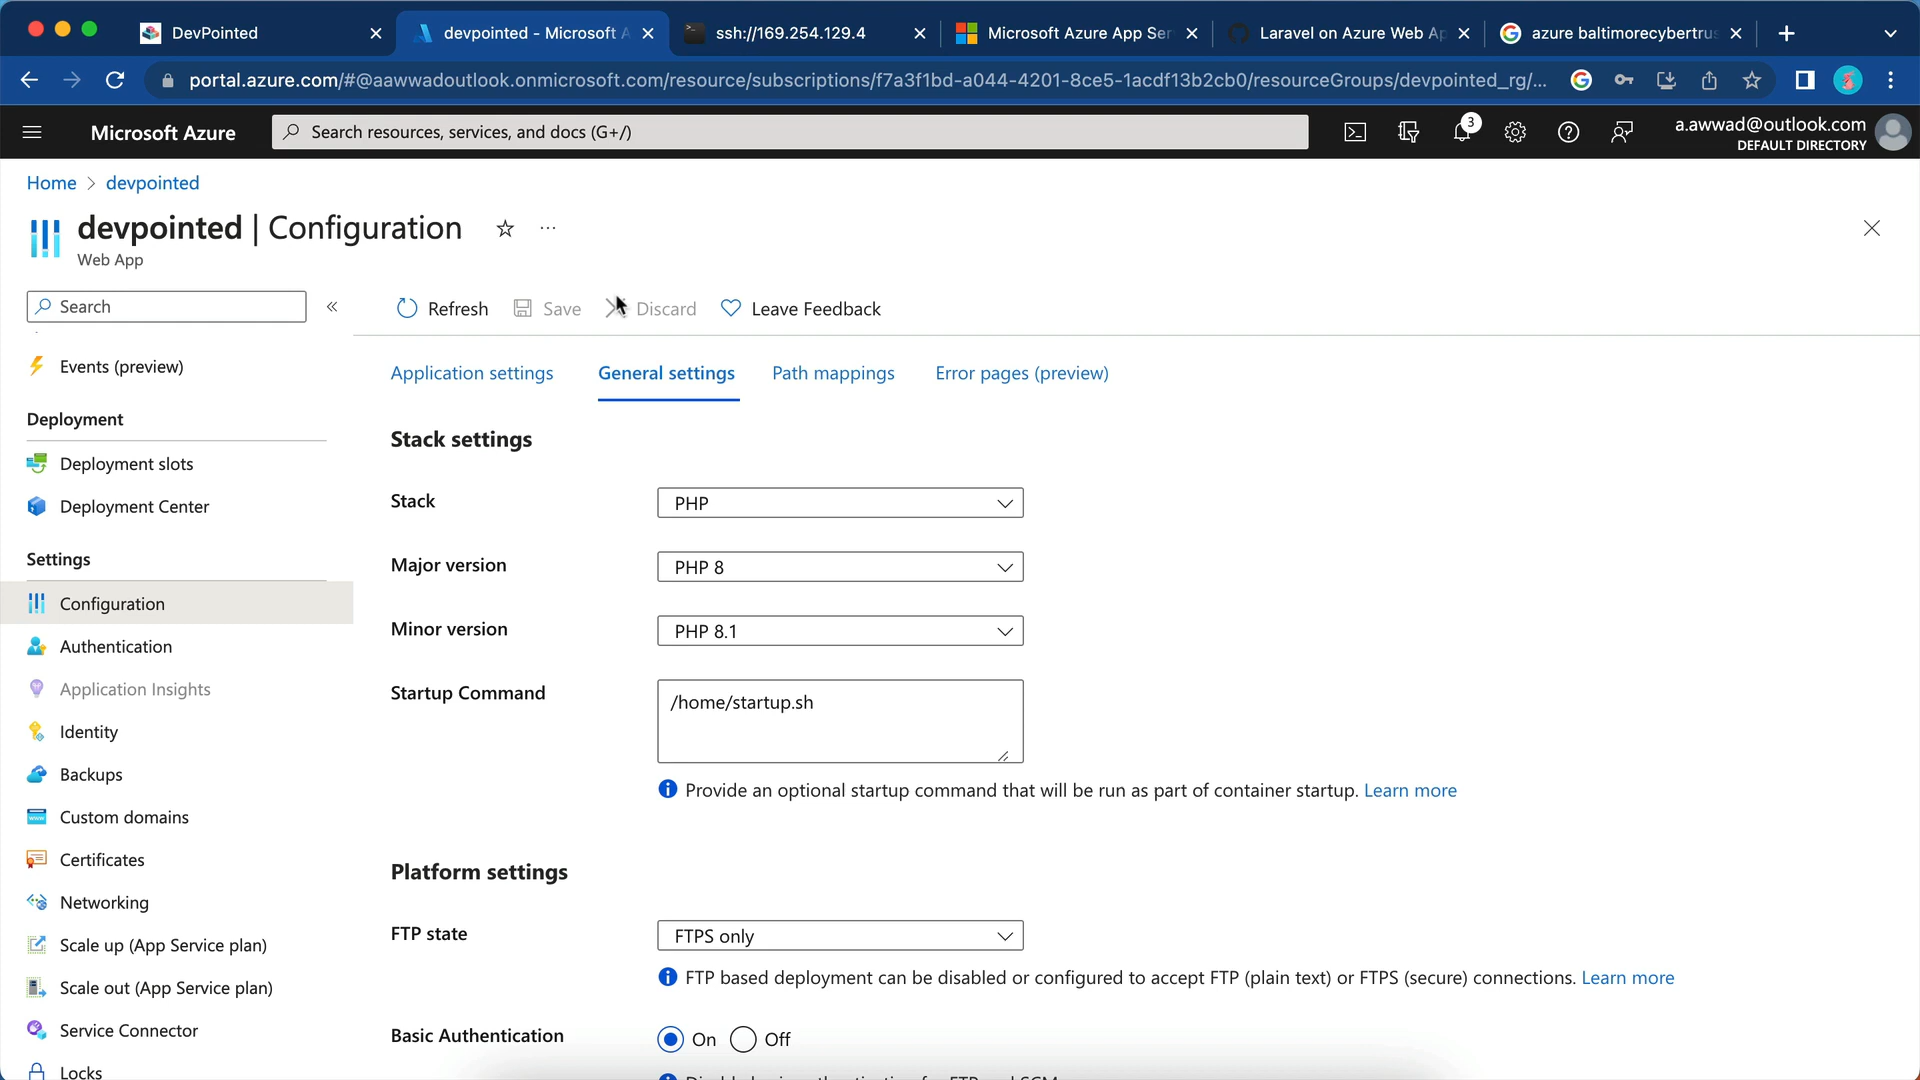 DevPointed
devpointed - Microsoft A
ssh://169.254.129.4
Microsoft Azure App Ser
Laravel on Azure Web Ap
azure baltimorecybertrus
portal.azure.com/#@aawwadoutlook.onmicrosoft.com/resource/subscriptions/f7a3f1bd-a044-4201-8ce5-1acdf13b2cb0/resourceGroups/devpointed_rg/...
Microsoft Azure
Search resources, services, and docs (G+/)
3
a.awwad@outlook.com
DEFAULT DIRECTORY
Home > devpointed
devpointed | Configuration
Web App
Search
Refresh
Save
Discard
Leave Feedback
Events (preview)
Deployment
Deployment slots
Deployment Center
Settings
Configuration
Authentication
Application Insights
Identity
Backups
Custom domains
Certificates
Networking
Scale up (App Service plan)
Scale out (App Service plan)
Service Connector
Locks
Application settings
General settings
Path mappings
Error pages (preview)
Stack settings
Stack
PHP
Major version
PHP 8
Minor version
PHP 8.1
Startup Command
/home/startup.sh
Provide an optional startup command that will be run as part of container startup. Learn more
Platform settings
FTP state
FTPS only
FTP based deployment can be disabled or configured to accept FTP (plain text) or FTPS (secure) connections. Learn more
Basic Authentication
On
Off